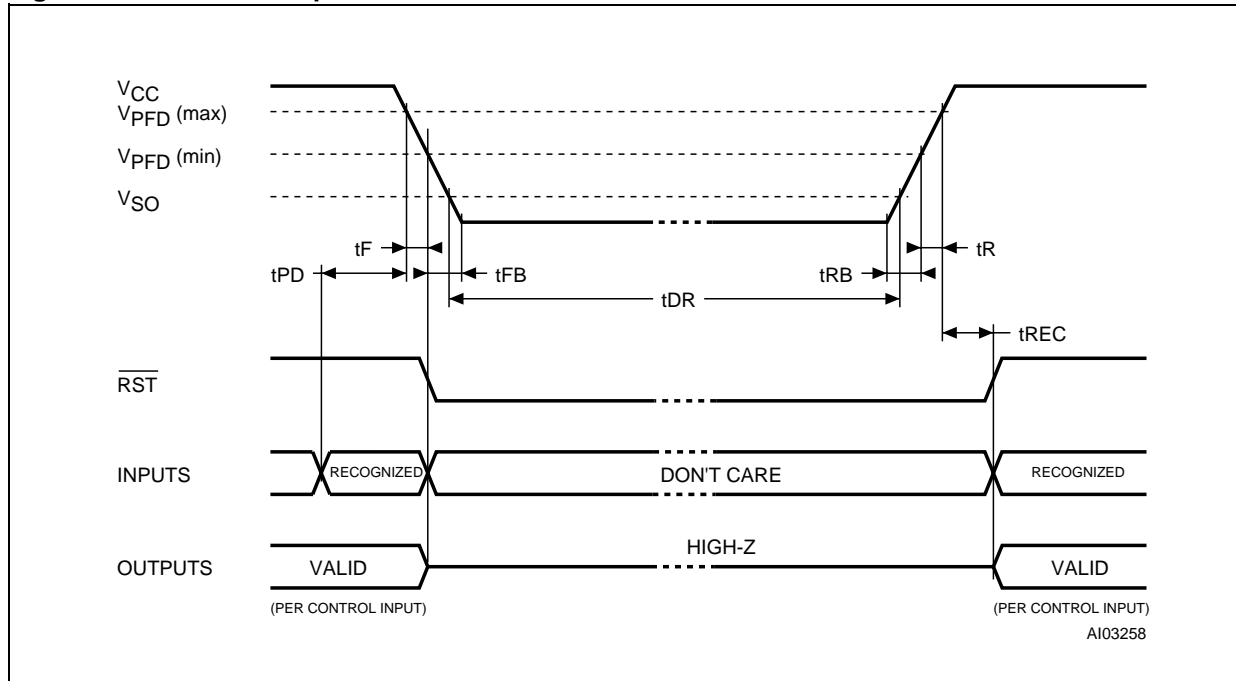 VCC
VPFD (max)
VPFD (min)
VSO
tF
tR
tPD
tFB
tRB
tDR
tREC
RST
INPUTS
RECOGNIZED
DON'T CARE
RECOGNIZED
HIGH-Z
OUTPUTS
VALID
VALID
(PER CONTROL INPUT)
(PER CONTROL INPUT)
AI03258